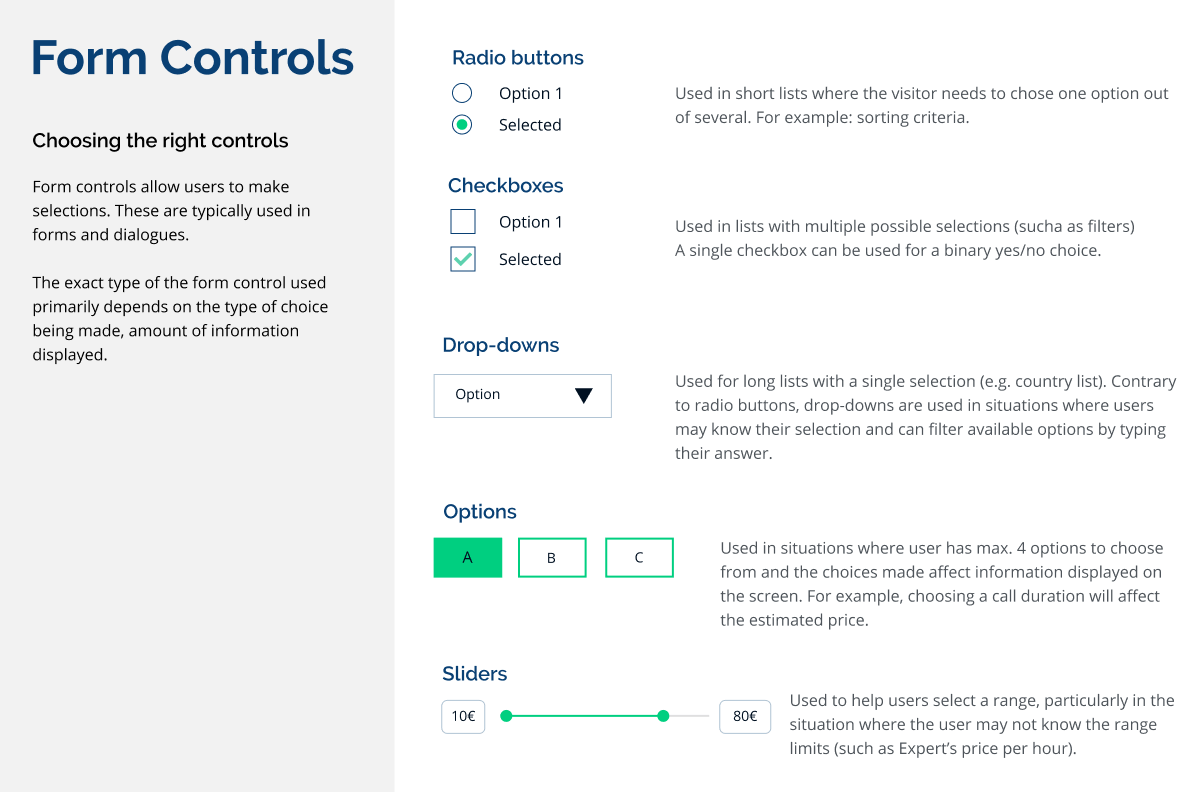 Form Controls
Choosing the right controls
Form controls allow users to make
selections. These are typically used in
forms and dialogues.
The exact type of the form control used
primarily depends on the type of choice
being made, amount of information
displayed.
Radio buttons
Option 1
Selected
Used in short lists where the visitor needs to chose one option out
of several. For example: sorting criteria.
Checkboxes
Option 1
Selected
Used in lists with multiple possible selections (sucha as filters)
A single checkbox can be used for a binary yes/no choice.
Drop-downs
Option
Used for long lists with a single selection (e.g. country list). Contrary
to radio buttons, drop-downs are used in situations where users
may know their selection and can filter available options by typing
their answer.
Options
A
B
C
Used in situations where user has max. 4 options to choose
from and the choices made affect information displayed on
the screen. For example, choosing a call duration will affect
the estimated price.
Sliders
10€
80€
Used to help users select a range, particularly in the
situation where the user may not know the range
limits (such as Expert’s price per hour).